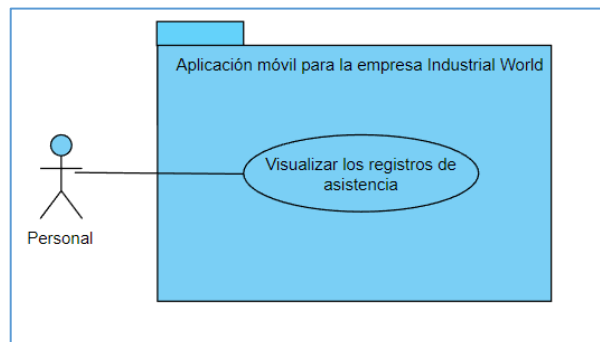 Aplicación móvil para la empresa Industrial World
Visualizar los registros de
asistencia
Personal